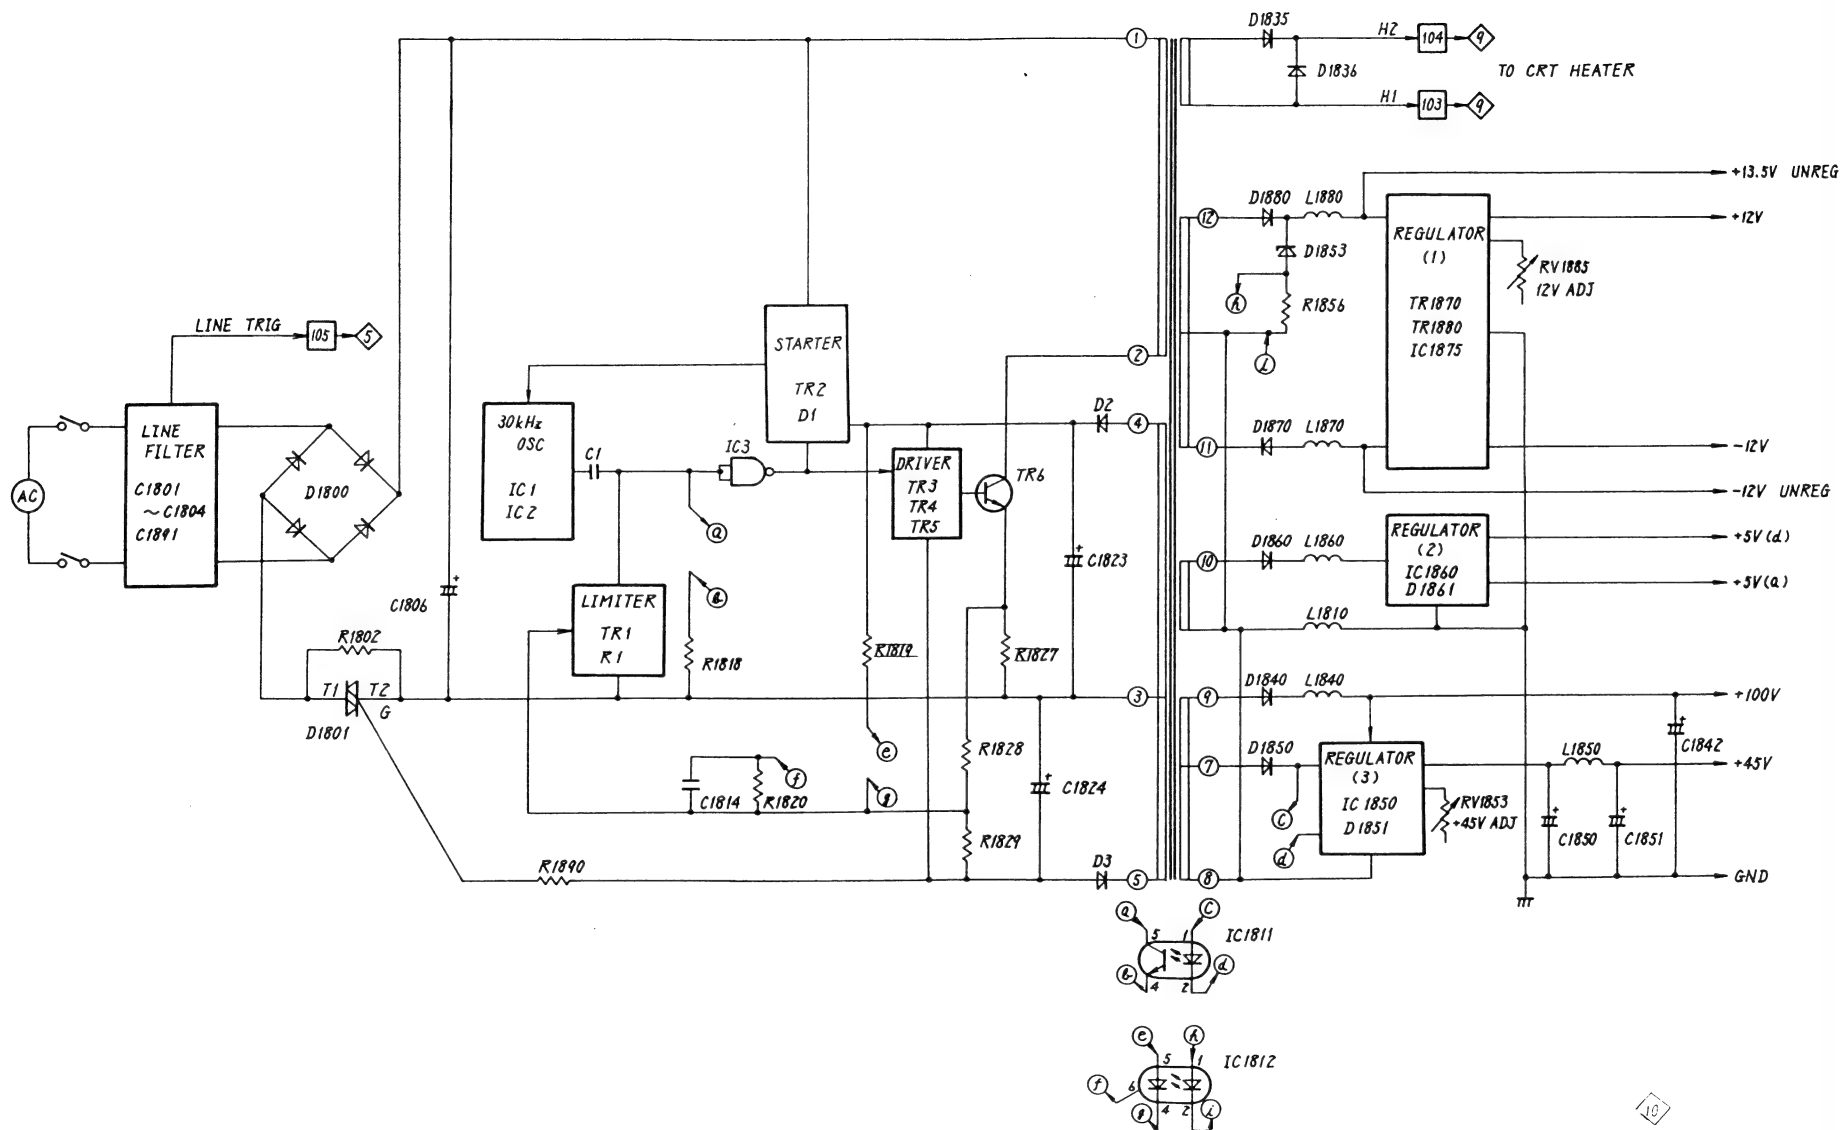 D1835
H2
104
9
TO CRT HEATER
D1836
H1
103
9
1
+13.5V UNREG
12
D1880
L1880
+12V
REGULATOR
(1)
TR1870
TR1880
IC1875
D1853
h
R1856
i
RV1885
12V ADJ
LINE TRIG
105
5
STARTER
TR2
D1
2
D2
4
AC
LINE
FILTER
C1801
~C1804
C1891
D1800
30kHz
OSC
IC1
IC2
C1
IC3
a
DRIVER
TR3
TR4
TR5
TR6
11
D1870
L1870
-12V
-12V UNREG
C1806
+
LIMITER
TR1
R1
b
R1818
R1819
R1827
+
C1823
10
D1860
L1860
REGULATOR
(2)
IC1860
D1861
+5V(d)
+5V(a)
L1810
R1802
T1
T2
G
D1801
3
9
D1840
L1840
+100V
+
C1842
e
f
C1814
R1820
g
R1828
+
C1824
7
D1850
c
d
REGULATOR
(3)
IC1850
D1851
RV1853
+45V ADJ
L1850
+45V
+
C1850
+
C1851
R1829
R1890
D3
5
8
GND
a
5
1
c
IC1811
b
4
2
d
e
5
1
h
IC1812
f
6
g
4
2
i
10